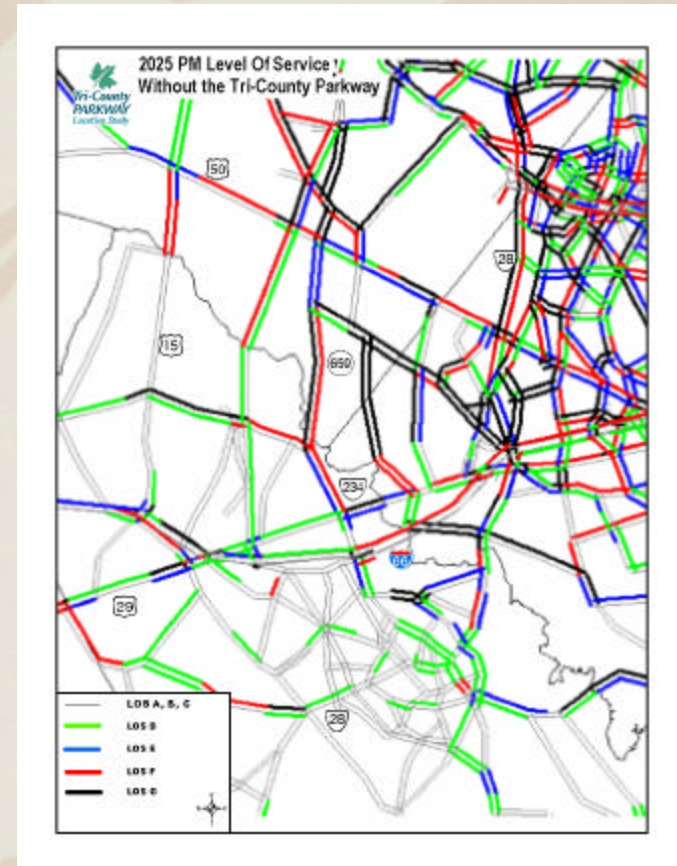 2025 PM Level Of Service
Without the Tri-County Parkway
Tri-County
PARKWAY
Location Study
50
28
15
659
234
66
29
28
LOS A, B, C
LOS D
LOS E
LOS F
LOS G